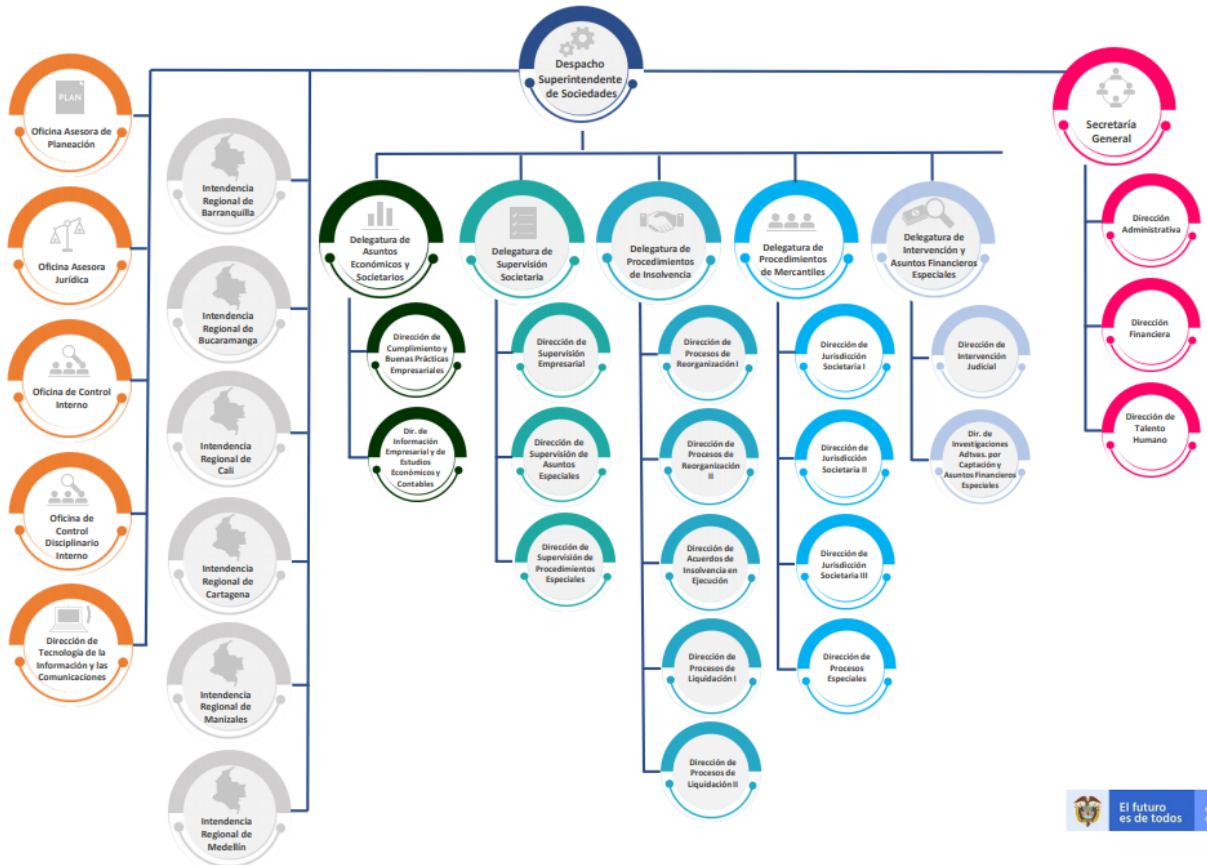 Despacho
Superintendente
de Sociedades
PLAN
Oficina Asesora de
Planeación
Oficina Asesora
Jurídica
Oficina de Control
Interno
Oficina de
Control
Disciplinario
Interno
Dirección de
Tecnología de la
Información y las
Comunicaciones
Intendencia
Regional de
Barranquilla
Intendencia
Regional de
Bucaramanga
Intendencia
Regional de
Cali
Intendencia
Regional de
Cartagena
Intendencia
Regional de
Manizales
Intendencia
Regional de
Medellín
Delegatura de
Asuntos
Económicos y
Societarios
Dirección de
Cumplimiento y
Buenas Prácticas
Empresariales
Dir. de
Información
Empresarial y de
Estudios
Económicos y
Contables
Delegatura de
Supervisión
Societaria
Dirección de
Supervisión
Empresarial
Dirección de
Supervisión de
Asuntos
Especiales
Dirección de
Supervisión de
Procedimientos
Especiales
Delegatura de
Procedimientos
de Insolvencia
Dirección de
Procesos de
Reorganización I
Dirección de
Procesos de
Reorganización
II
Dirección de
Acuerdos de
Insolvencia en
Ejecución
Dirección de
Procesos de
Liquidación I
Dirección de
Procesos de
Liquidación II
Delegatura de
Procedimientos
de Mercantiles
Dirección de
Jurisdicción
Societaria I
Dirección de
Jurisdicción
Societaria II
Dirección de
Jurisdicción
Societaria III
Dirección de
Procesos
Especiales
Delegatura de
Intervención y
Asuntos Financieros
Especiales
Dirección de
Intervención
Judicial
Dir. de
Investigaciones
Adtvas. por
Captación y
Asuntos Financieros
Especiales
Secretaría
General
Dirección
Administrativa
Dirección
Financiera
Dirección de
Talento
Humano
El futuro
es de todos